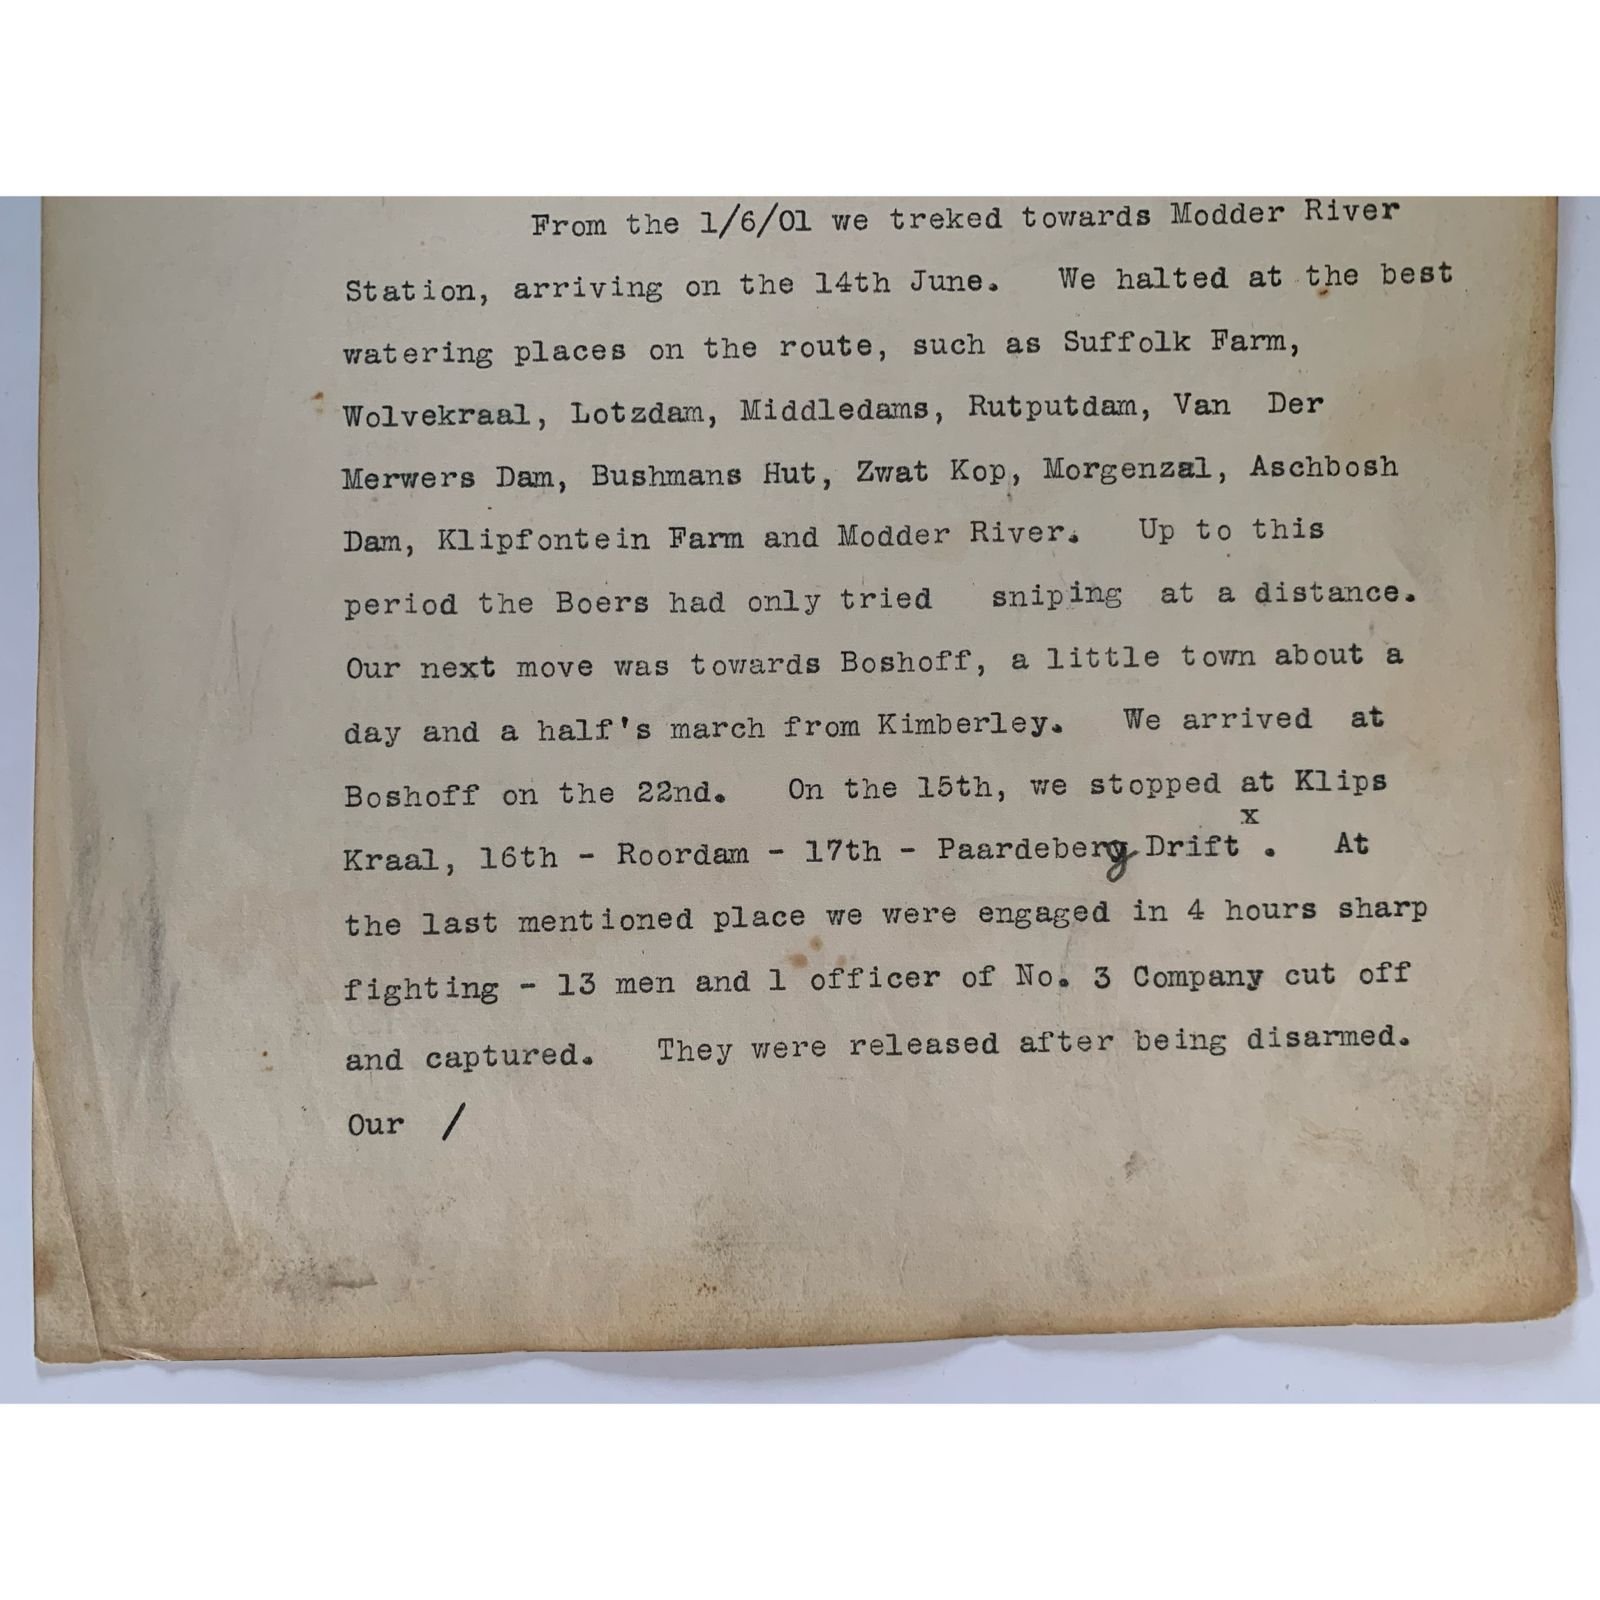 From the 1/6/01 we treked towards Modder River
Station, arriving on the 14th June. We halted at the best
watering places on the route, such as Suffolk Farm,
Wolvekraal, Lotzdam, Middledams, Rutputdam, Van Der
Merwers Dam, Bushmans Hut, Zwat Kop, Morgenzal, Aschbosh
Dam, Klipfontein Farm and Modder River. Up to this
period the Boers had only tried sniping at a distance.
Our next move was towards Boshoff, a little town about a
day and a half's march from Kimberley. We arrived at
Boshoff on the 22nd. On the 15th, we stopped at Klips
Kraal, 16th - Roordam - 17th - Paardeberg Drift x. At
the last mentioned place we were engaged in 4 hours sharp
fighting - 13 men and 1 officer of No. 3 Company cut off
and captured. They were released after being disarmed.
Our /